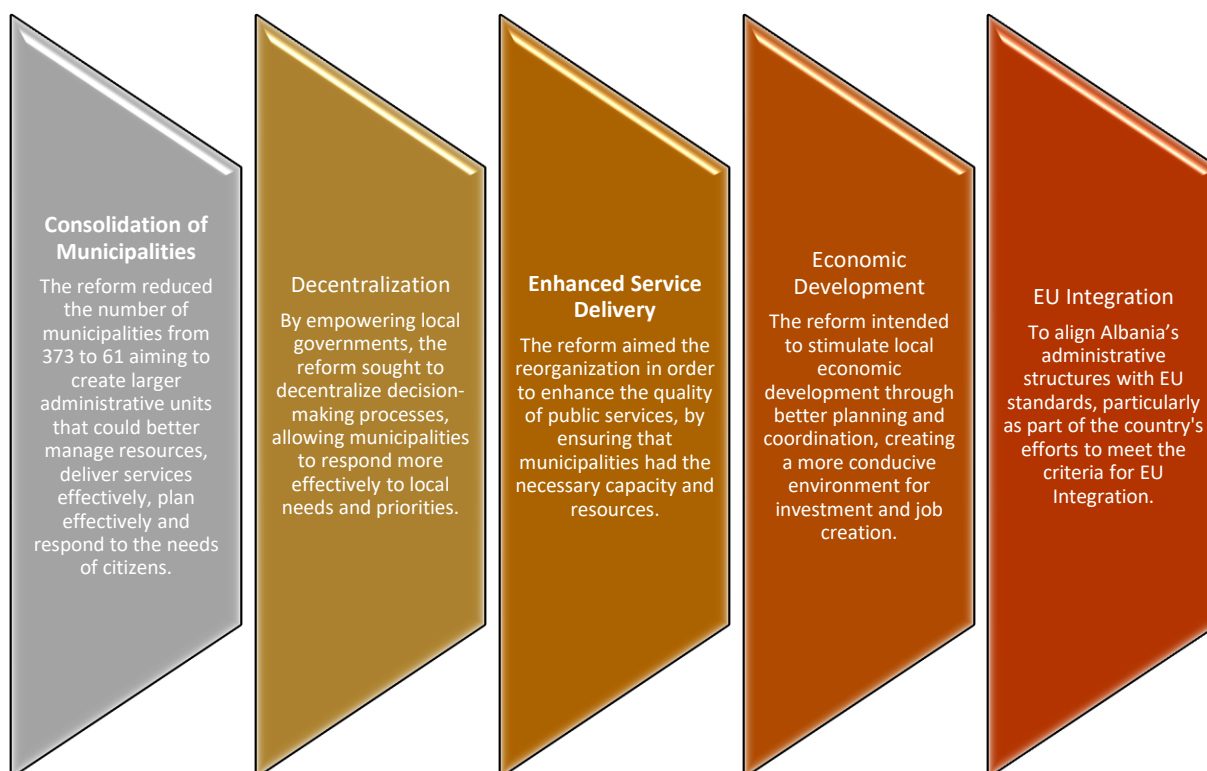 Consolidation of
Municipalities
The reform reduced
the number of
municipalities from
373 to 61 aiming to
create larger
administrative units
that could better
manage resources,
deliver services
effectively, plan
effectively and
respond to the needs
of citizens.
Decentralization
By empowering local
governments, the
reform sought to
decentralize decision-
making processes,
allowing municipalities
to respond more
effectively to local
needs and priorities.
Enhanced Service
Delivery
The reform aimed the
reorganization in order
to enhance the quality
of public services, by
ensuring that
municipalities had the
necessary capacity and
resources.
Economic
Development
The reform intended
to stimulate local
economic
development through
better planning and
coordination, creating
a more conducive
environment for
investment and job
creation.
EU Integration
To align Albania’s
administrative
structures with EU
standards, particularly
as part of the country's
efforts to meet the
criteria for EU
Integration.